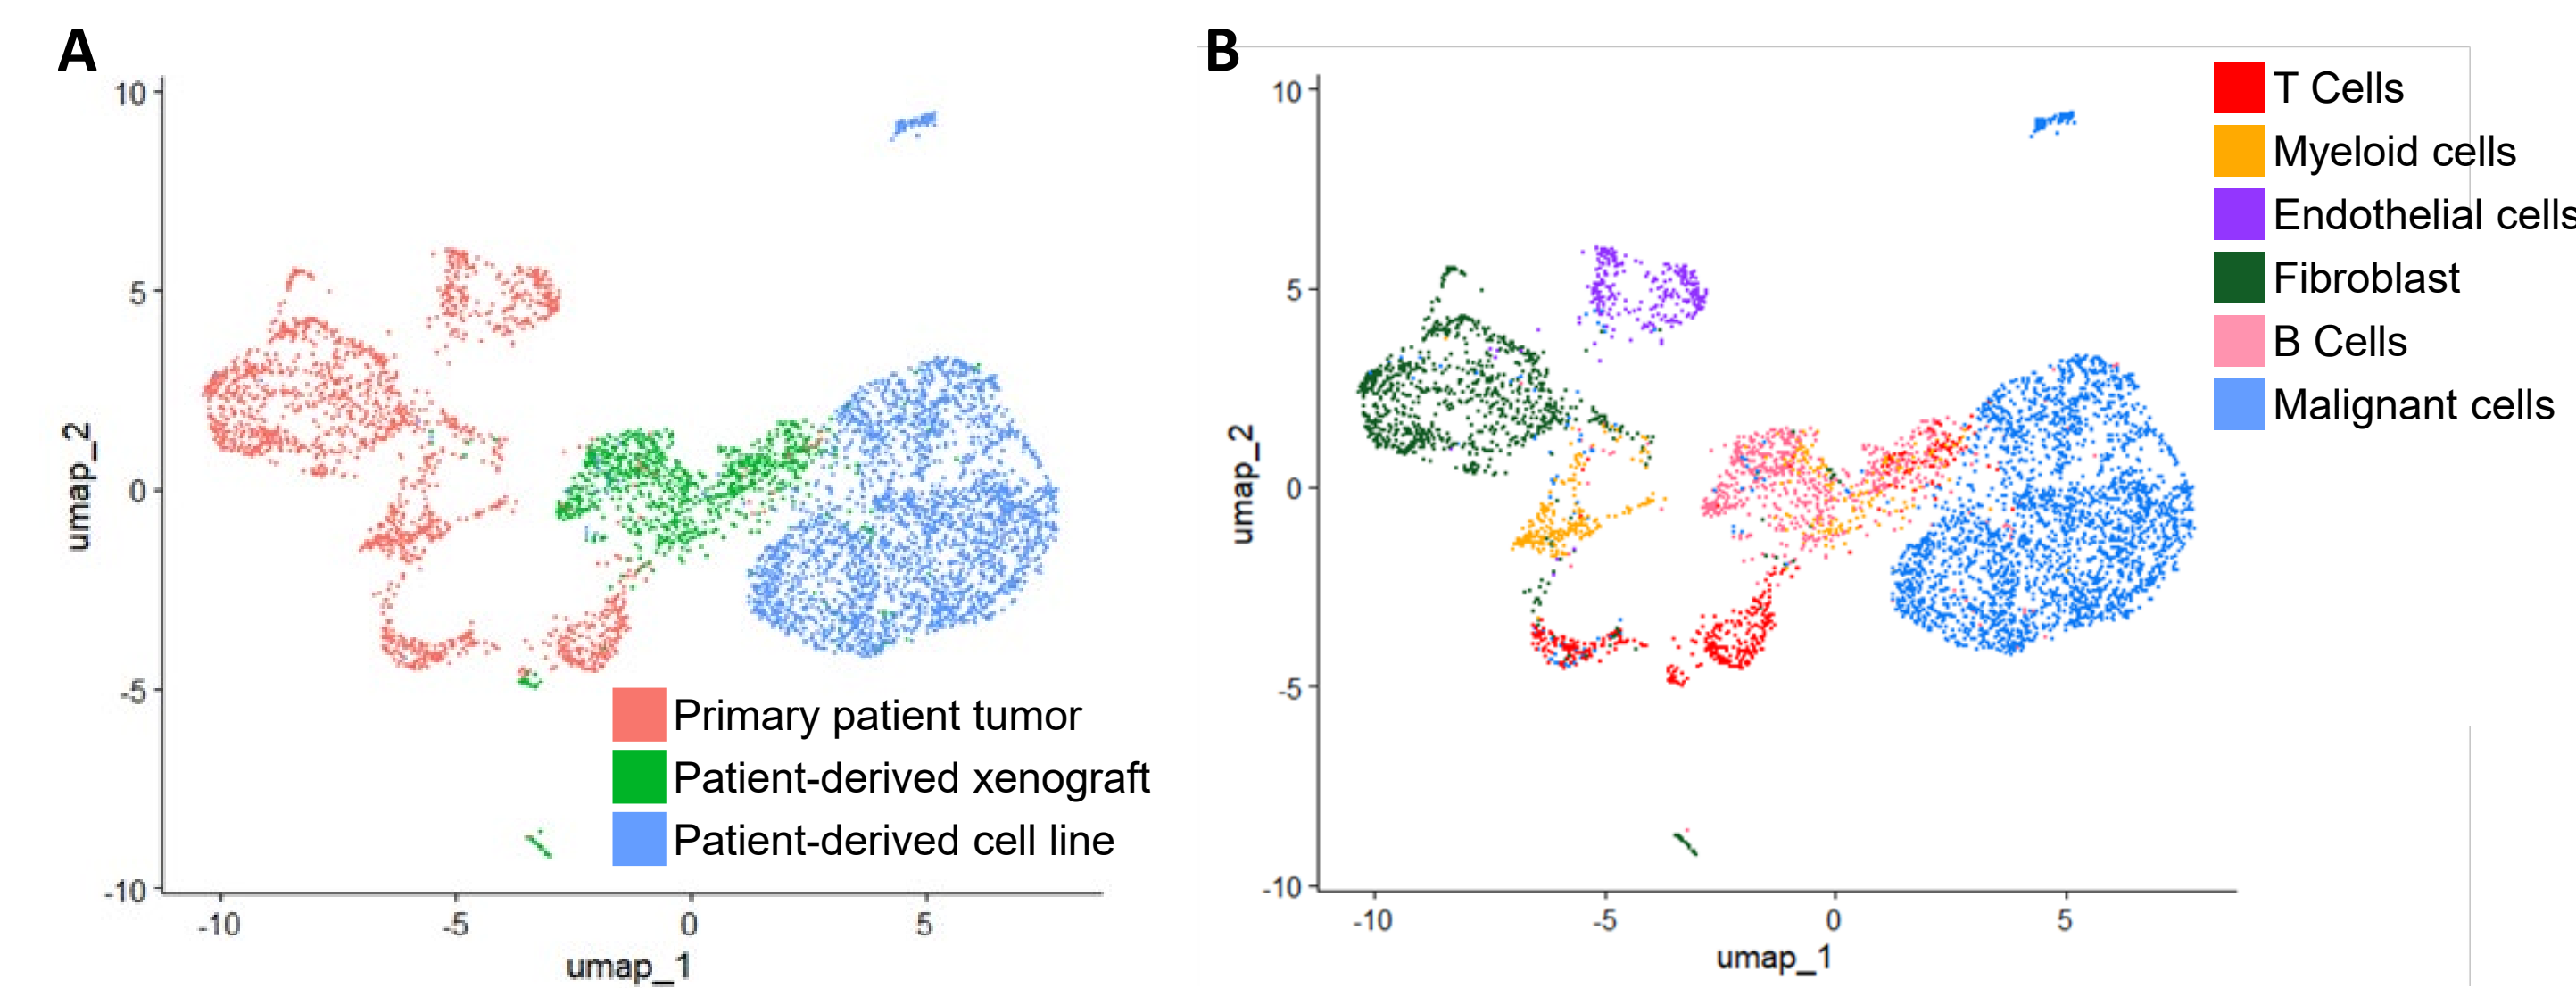 A
10
5
0
-5
-10
-10
-5
0
5
umap_1
umap_2
Primary patient tumor
Patient-derived xenograft
Patient-derived cell line
B
10
5
0
-5
-10
-10
-5
0
5
umap_1
umap_2
T Cells
Myeloid cells
Endothelial cells
Fibroblast
B Cells
Malignant cells